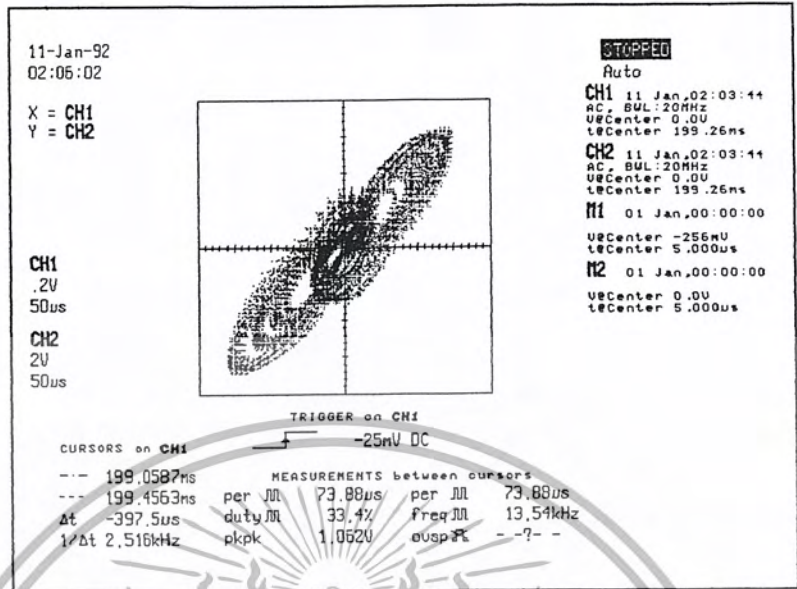 11-Jan-92
02:06:02
X = CH1
Y = CH2
CH1
.2V
50us
CH2
2V
50us
STOPPED
Auto
CH1 11 Jan,02:03:44
AC, BWL:20MHz
V@Center 0.0V
t@Center 199.26ms
CH2 11 Jan,02:03:44
AC, BWL:20MHz
V@Center 0.0V
t@Center 199.26ms
M1 01 Jan,00:00:00
V@Center -256mV
t@Center 5.000us
M2 01 Jan,00:00:00
V@Center 0.0V
t@Center 5.000us
TRIGGER on CH1
-25mV DC
CURSORS on CH1
-·- 199.0587ms
--- 199.4563ms
Δt -397.5us
1/Δt 2.516kHz
MEASUREMENTS between cursors
per 73.88us per 73.88us
duty 33.4% freq 13.54kHz
pkpk 1.062V ovsp - -?- -